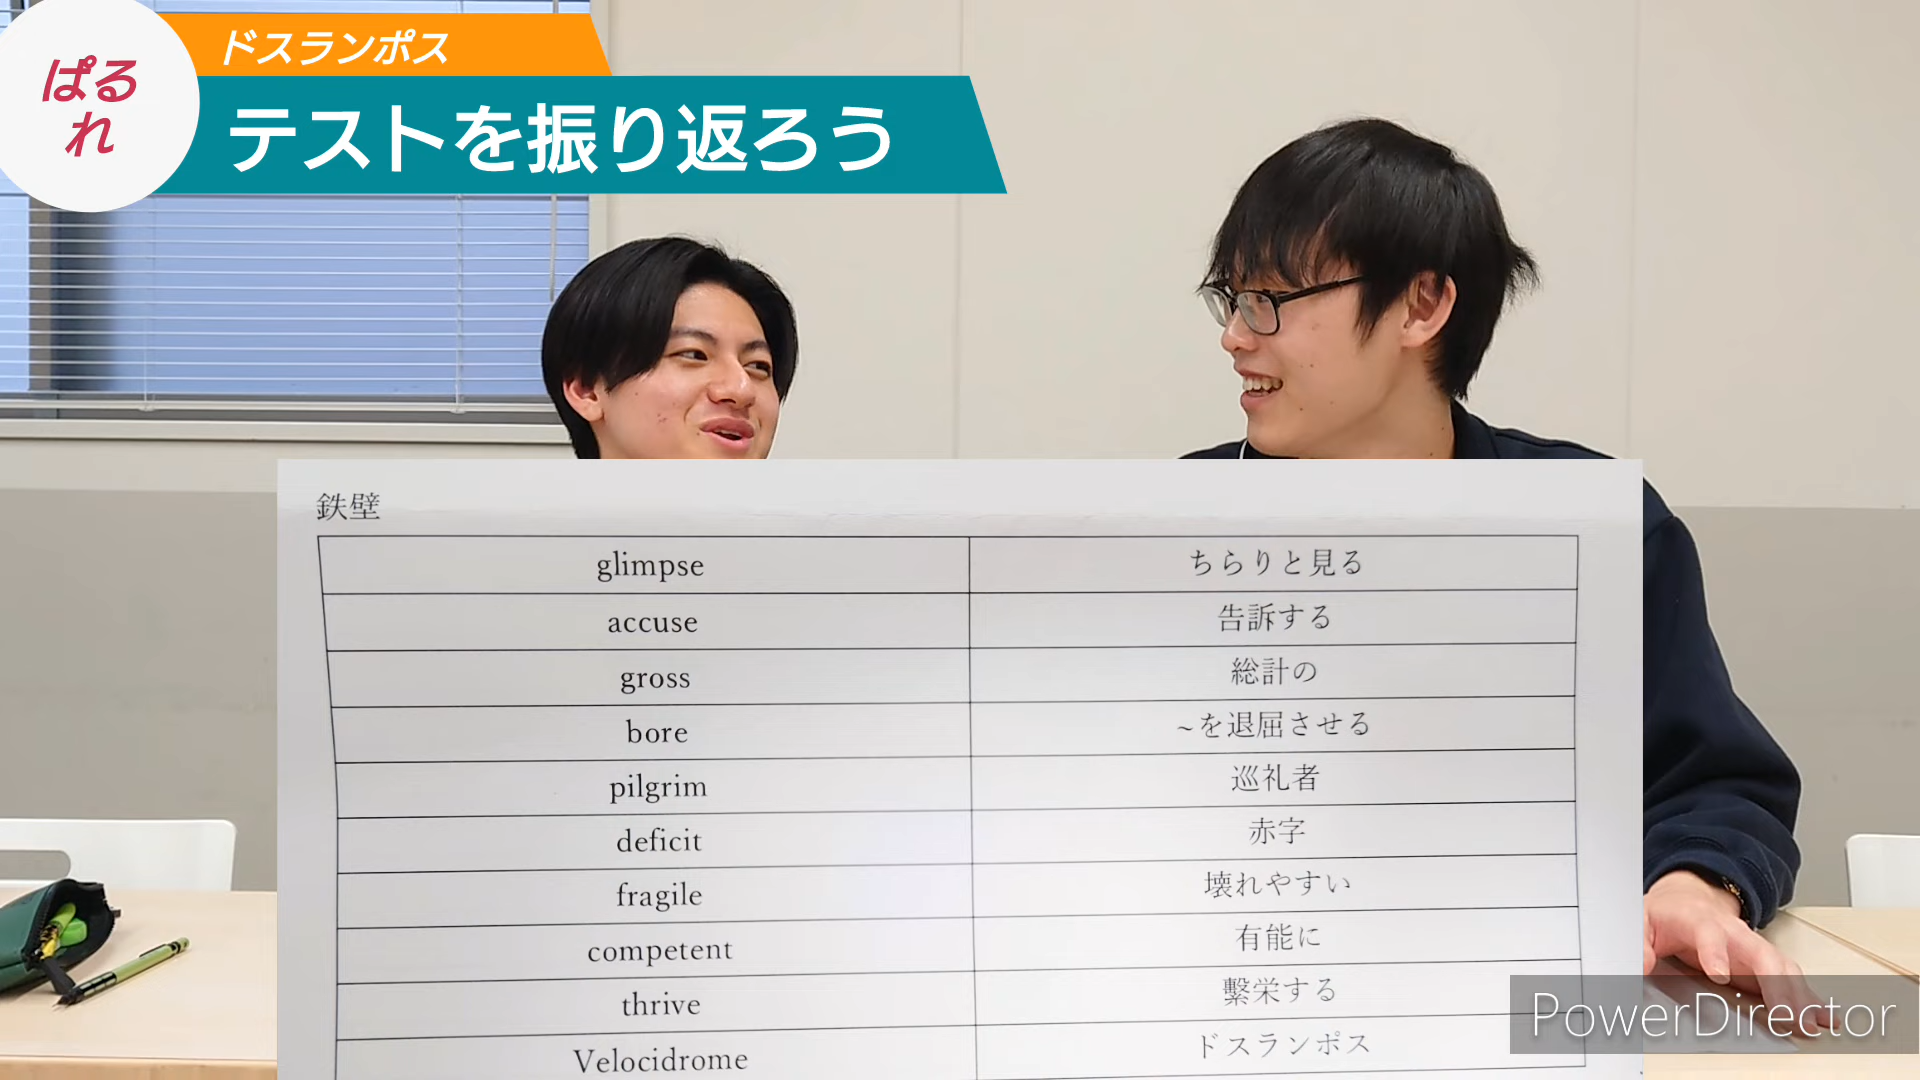 ぱる
れ
ドスランポス
テストを振り返ろう
鉄壁
glimpse ちらりと見る
accuse 告訴する
gross 総計の
bore ~を退屈させる
pilgrim 巡礼者
deficit 赤字
fragile 壊れやすい
competent 有能に
thrive 繫栄する
Velocidrome ドスランポス
PowerDirector